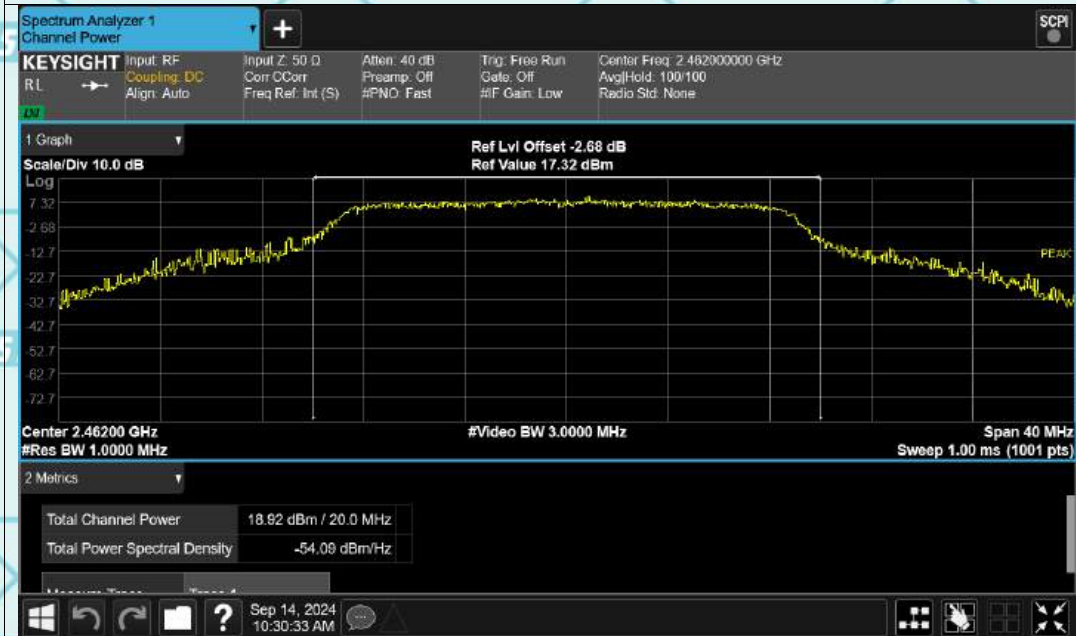 Spectrum Analyzer 1
Channel Power
+
SCPI
KEYSIGHT
RL
Input: RF
Coupling: DC
Align: Auto
Input Z: 50 Ω
Corr CCorr
Freq Ref: Int (S)
Atten: 40 dB
Preamp: Off
#PNO: Fast
Trig: Free Run
Gate: Off
#IF Gain: Low
Center Freq: 2.462000000 GHz
Avg|Hold: 100/100
Radio Std: None
LXI
1 Graph
Scale/Div 10.0 dB
Ref Lvl Offset -2.68 dB
Ref Value 17.32 dBm
Log
7.32
-2.68
-12.7
PEAK
-22.7
-32.7
-42.7
-52.7
-62.7
-72.7
Center 2.46200 GHz
#Video BW 3.0000 MHz
Span 40 MHz
#Res BW 1.0000 MHz
Sweep 1.00 ms (1001 pts)
2 Metrics
Total Channel Power 18.92 dBm / 20.0 MHz
Total Power Spectral Density -54.09 dBm/Hz
?
Sep 14, 2024
10:30:33 AM